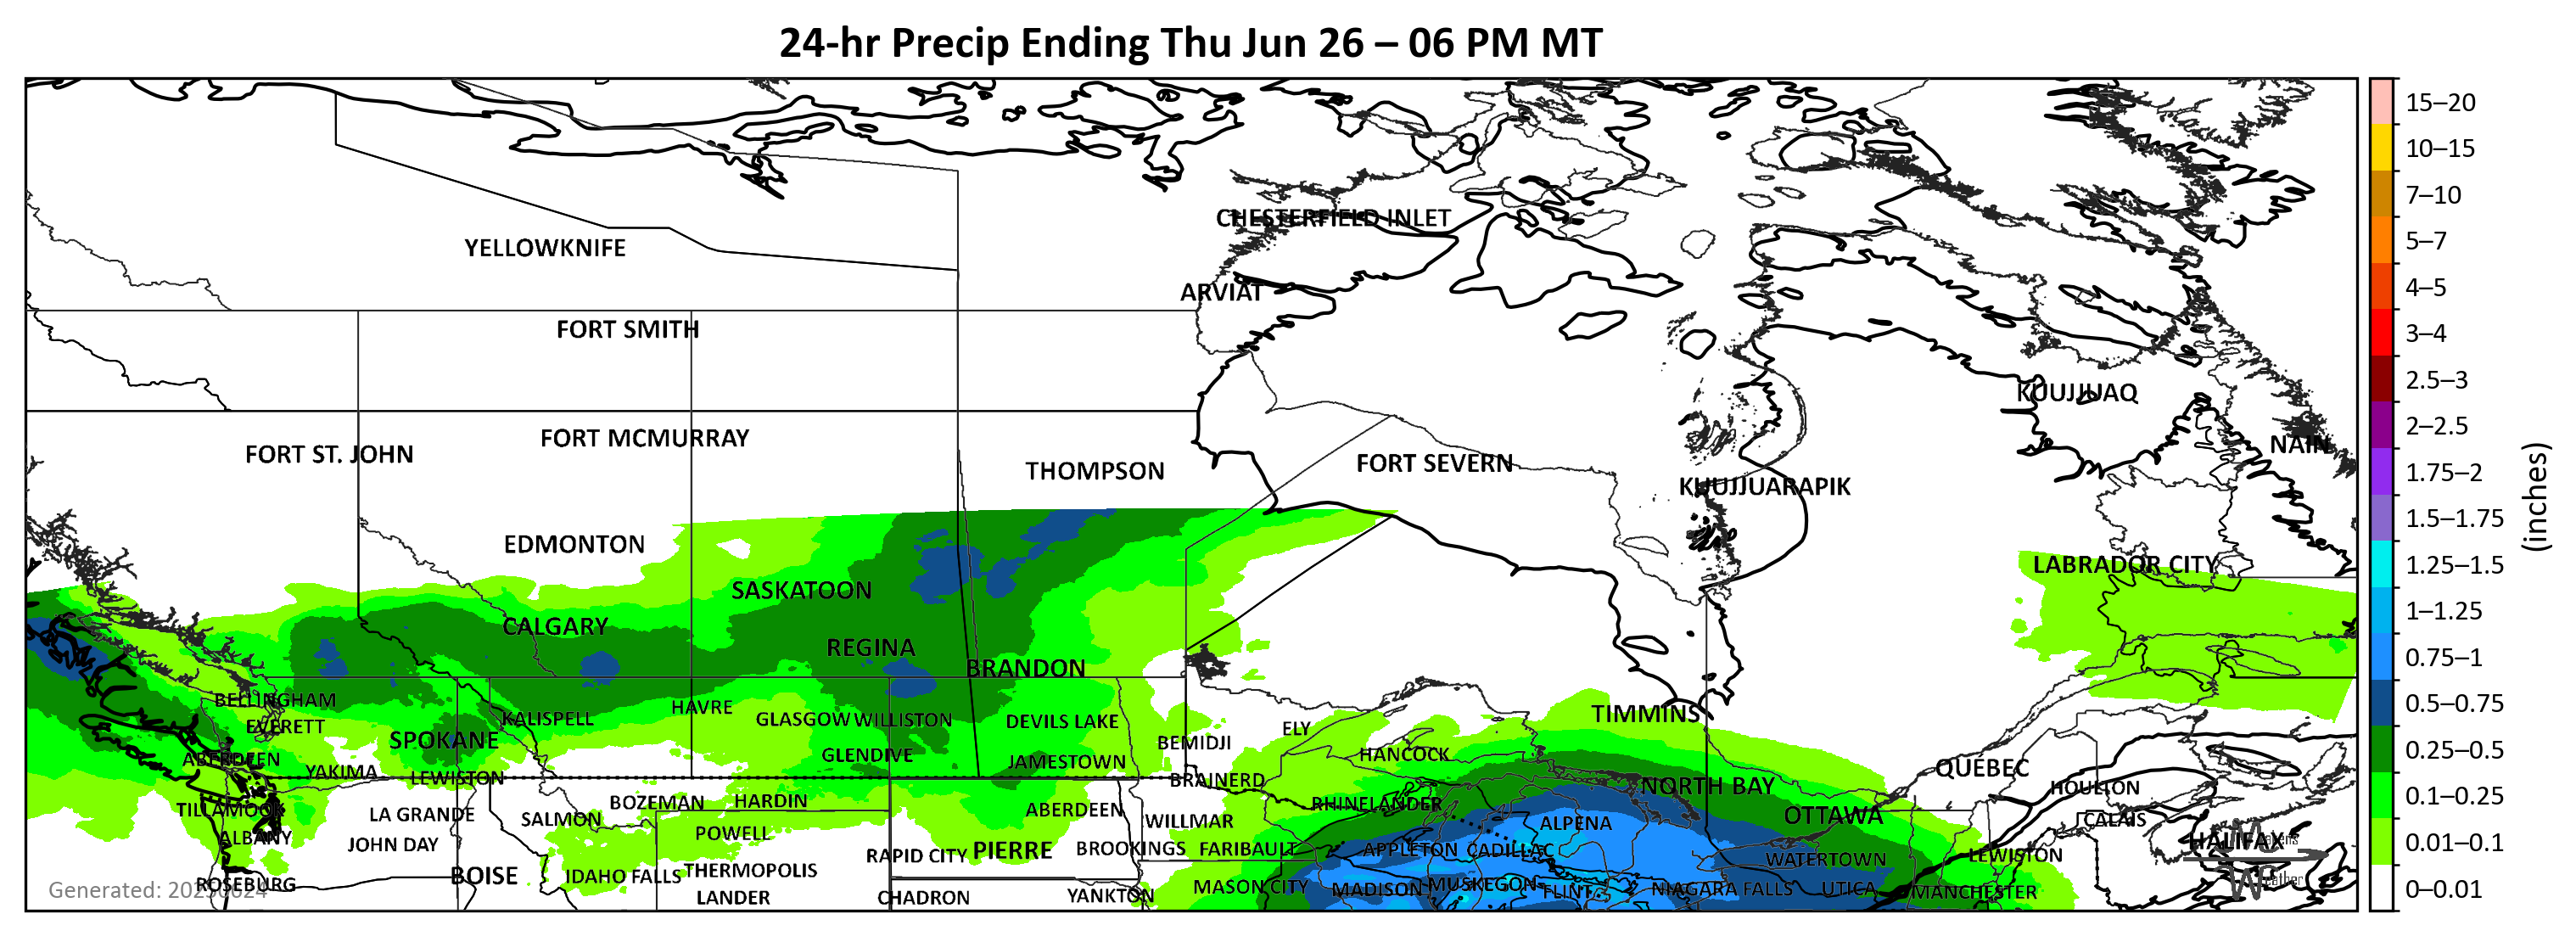 24-hr Precip Ending Thu Jun 26 – 06 PM MT
CHESTERFIELD INLET
YELLOWKNIFE
ARVIAT
FORT SMITH
KUUJJUAQ
FORT MCMURRAY
NAIN
FORT ST. JOHN
FORT SEVERN
THOMPSON
KUUJJUARAPIK
EDMONTON
LABRADOR CITY
SASKATOON
CALGARY
REGINA
BRANDON
BELLINGHAM
HAVRE
TIMMINS
KALISPELL
GLASGOW WILLISTON
DEVILS LAKE
EVERETT
ELY
SPOKANE
BEMIDJI
GLENDIVE
HANCOCK
ABERDEEN
JAMESTOWN
QUEBEC
YAKIMA
LEWISTON
BRAINERD
NORTH BAY
HOULTON
BOZEMAN
HARDIN
RHINELANDER
TILLAMOOK
ABERDEEN
LA GRANDE
SALMON
WILLMAR
ALPENA
OTTAWA
CALAIS
POWELL
ALBANY
HALIFAX
JOHN DAY
RAPID CITY
PIERRE
BROOKINGS
FARIBAULT
APPLETON
CADILLAC
WATERTOWN
LEWISTON
BOISE
IDAHO FALLS
THERMOPOLIS
ROSEBURG
MASON CITY
MADISON
MUSKEGON
FLINT
NIAGARA FALLS
UTICA
MANCHESTER
LANDER
CHADRON
YANKTON
Weather
15–20
10–15
7–10
5–7
4–5
3–4
2.5–3
2–2.5
1.75–2
1.5–1.75
1.25–1.5
1–1.25
0.75–1
0.5–0.75
0.25–0.5
0.1–0.25
0.01–0.1
0–0.01
(inches)